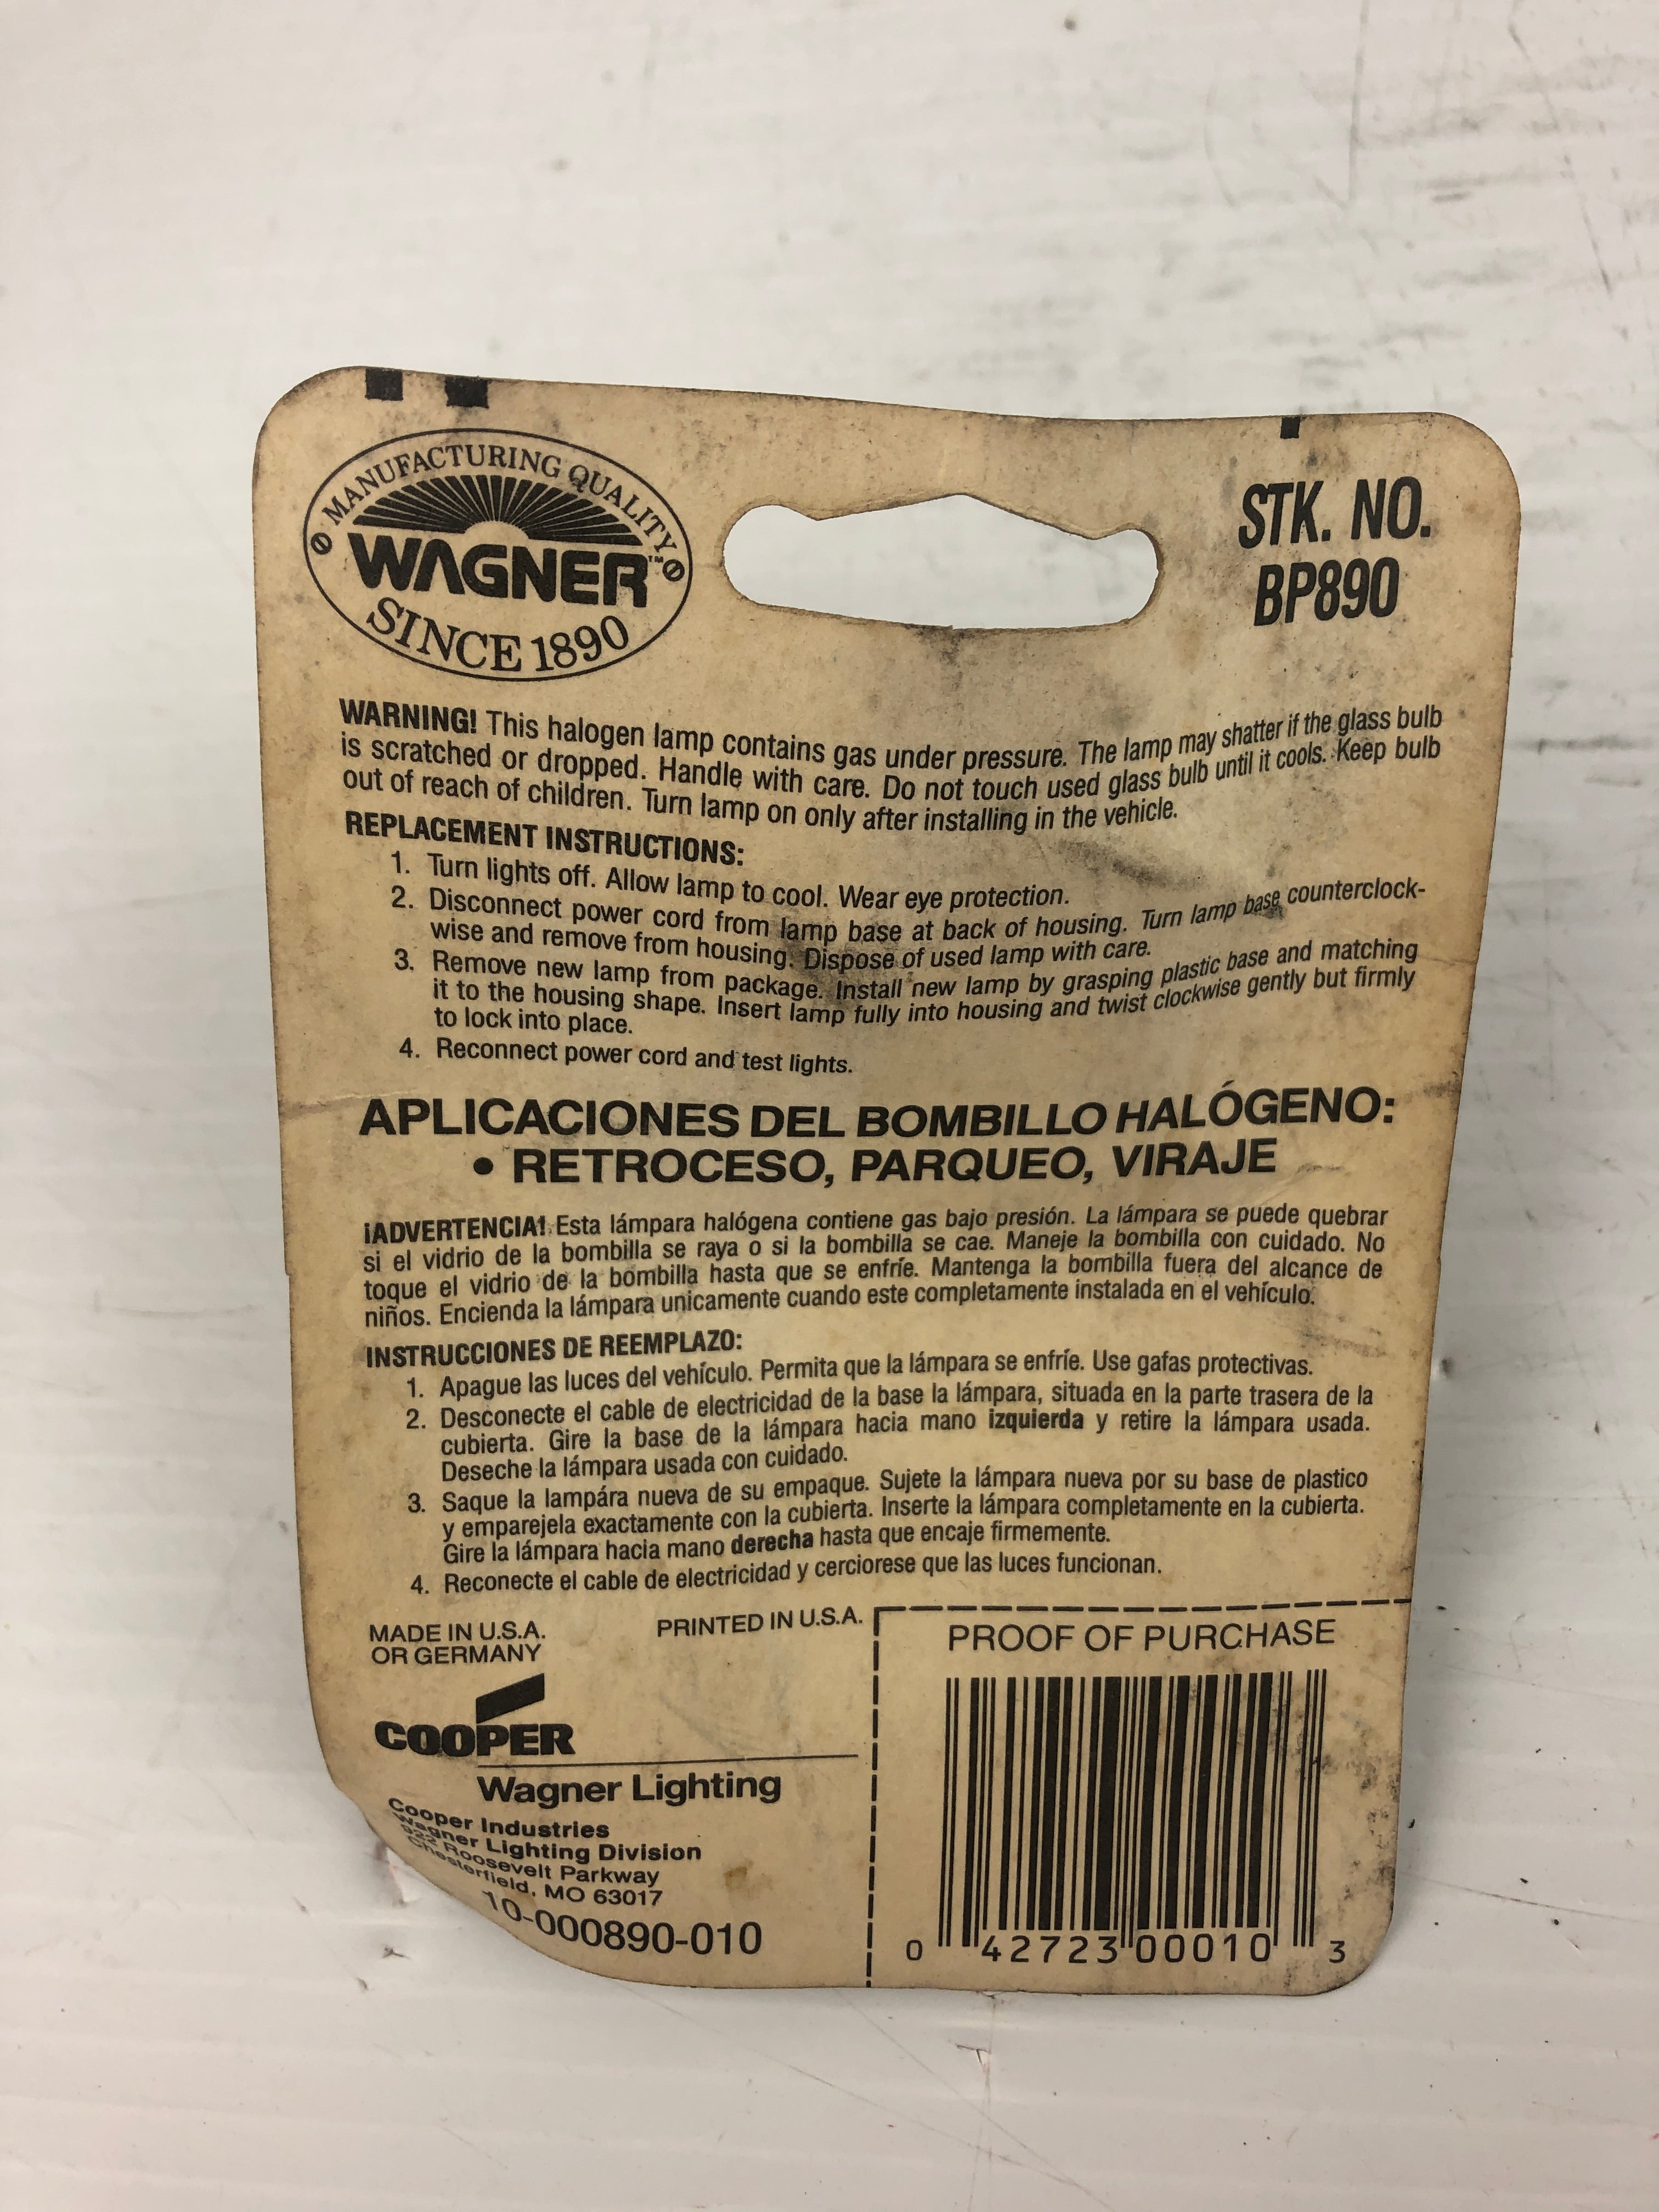 MANUFACTURING QUALITY
WAGNER™
SINCE 1890
STK. NO.
BP890
WARNING! This halogen lamp contains gas under pressure. The lamp may shatter if the glass bulb
is scratched or dropped. Handle with care. Do not touch used glass bulb until it cools. Keep bulb
out of reach of children. Turn lamp on only after installing in the vehicle.
REPLACEMENT INSTRUCTIONS:
1. Turn lights off. Allow lamp to cool. Wear eye protection.
2. Disconnect power cord from lamp base at back of housing. Turn lamp base counterclock-
wise and remove from housing. Dispose of used lamp with care.
3. Remove new lamp from package. Install new lamp by grasping plastic base and matching
it to the housing shape. Insert lamp fully into housing and twist clockwise gently but firmly
to lock into place.
4. Reconnect power cord and test lights.
APLICACIONES DEL BOMBILLO HALÓGENO:
• RETROCESO, PARQUEO, VIRAJE
¡ADVERTENCIA! Esta lámpara halógena contiene gas bajo presión. La lámpara se puede quebrar
si el vidrio de la bombilla se raya o si la bombilla se cae. Maneje la bombilla con cuidado. No
toque el vidrio de la bombilla hasta que se enfríe. Mantenga la bombilla fuera del alcance de
niños. Encienda la lámpara unicamente cuando este completamente instalada en el vehículo.
INSTRUCCIONES DE REEMPLAZO:
1. Apague las luces del vehículo. Permita que la lámpara se enfríe. Use gafas protectivas.
2. Desconecte el cable de electricidad de la base la lámpara, situada en la parte trasera de la
cubierta. Gire la base de la lámpara hacia mano izquierda y retire la lámpara usada.
Deseche la lámpara usada con cuidado.
3. Saque la lampára nueva de su empaque. Sujete la lámpara nueva por su base de plastico
y emparejela exactamente con la cubierta. Inserte la lámpara completamente en la cubierta.
Gire la lámpara hacia mano derecha hasta que encaje firmemente.
4. Reconecte el cable de electricidad y cerciorese que las luces funcionan.
MADE IN U.S.A.
OR GERMANY
PRINTED IN U.S.A.
COOPER
Wagner Lighting
Cooper Industries
Wagner Lighting Division
922 Roosevelt Parkway
Chesterfield, MO 63017
10-000890-010
PROOF OF PURCHASE
0 42723 00010 3